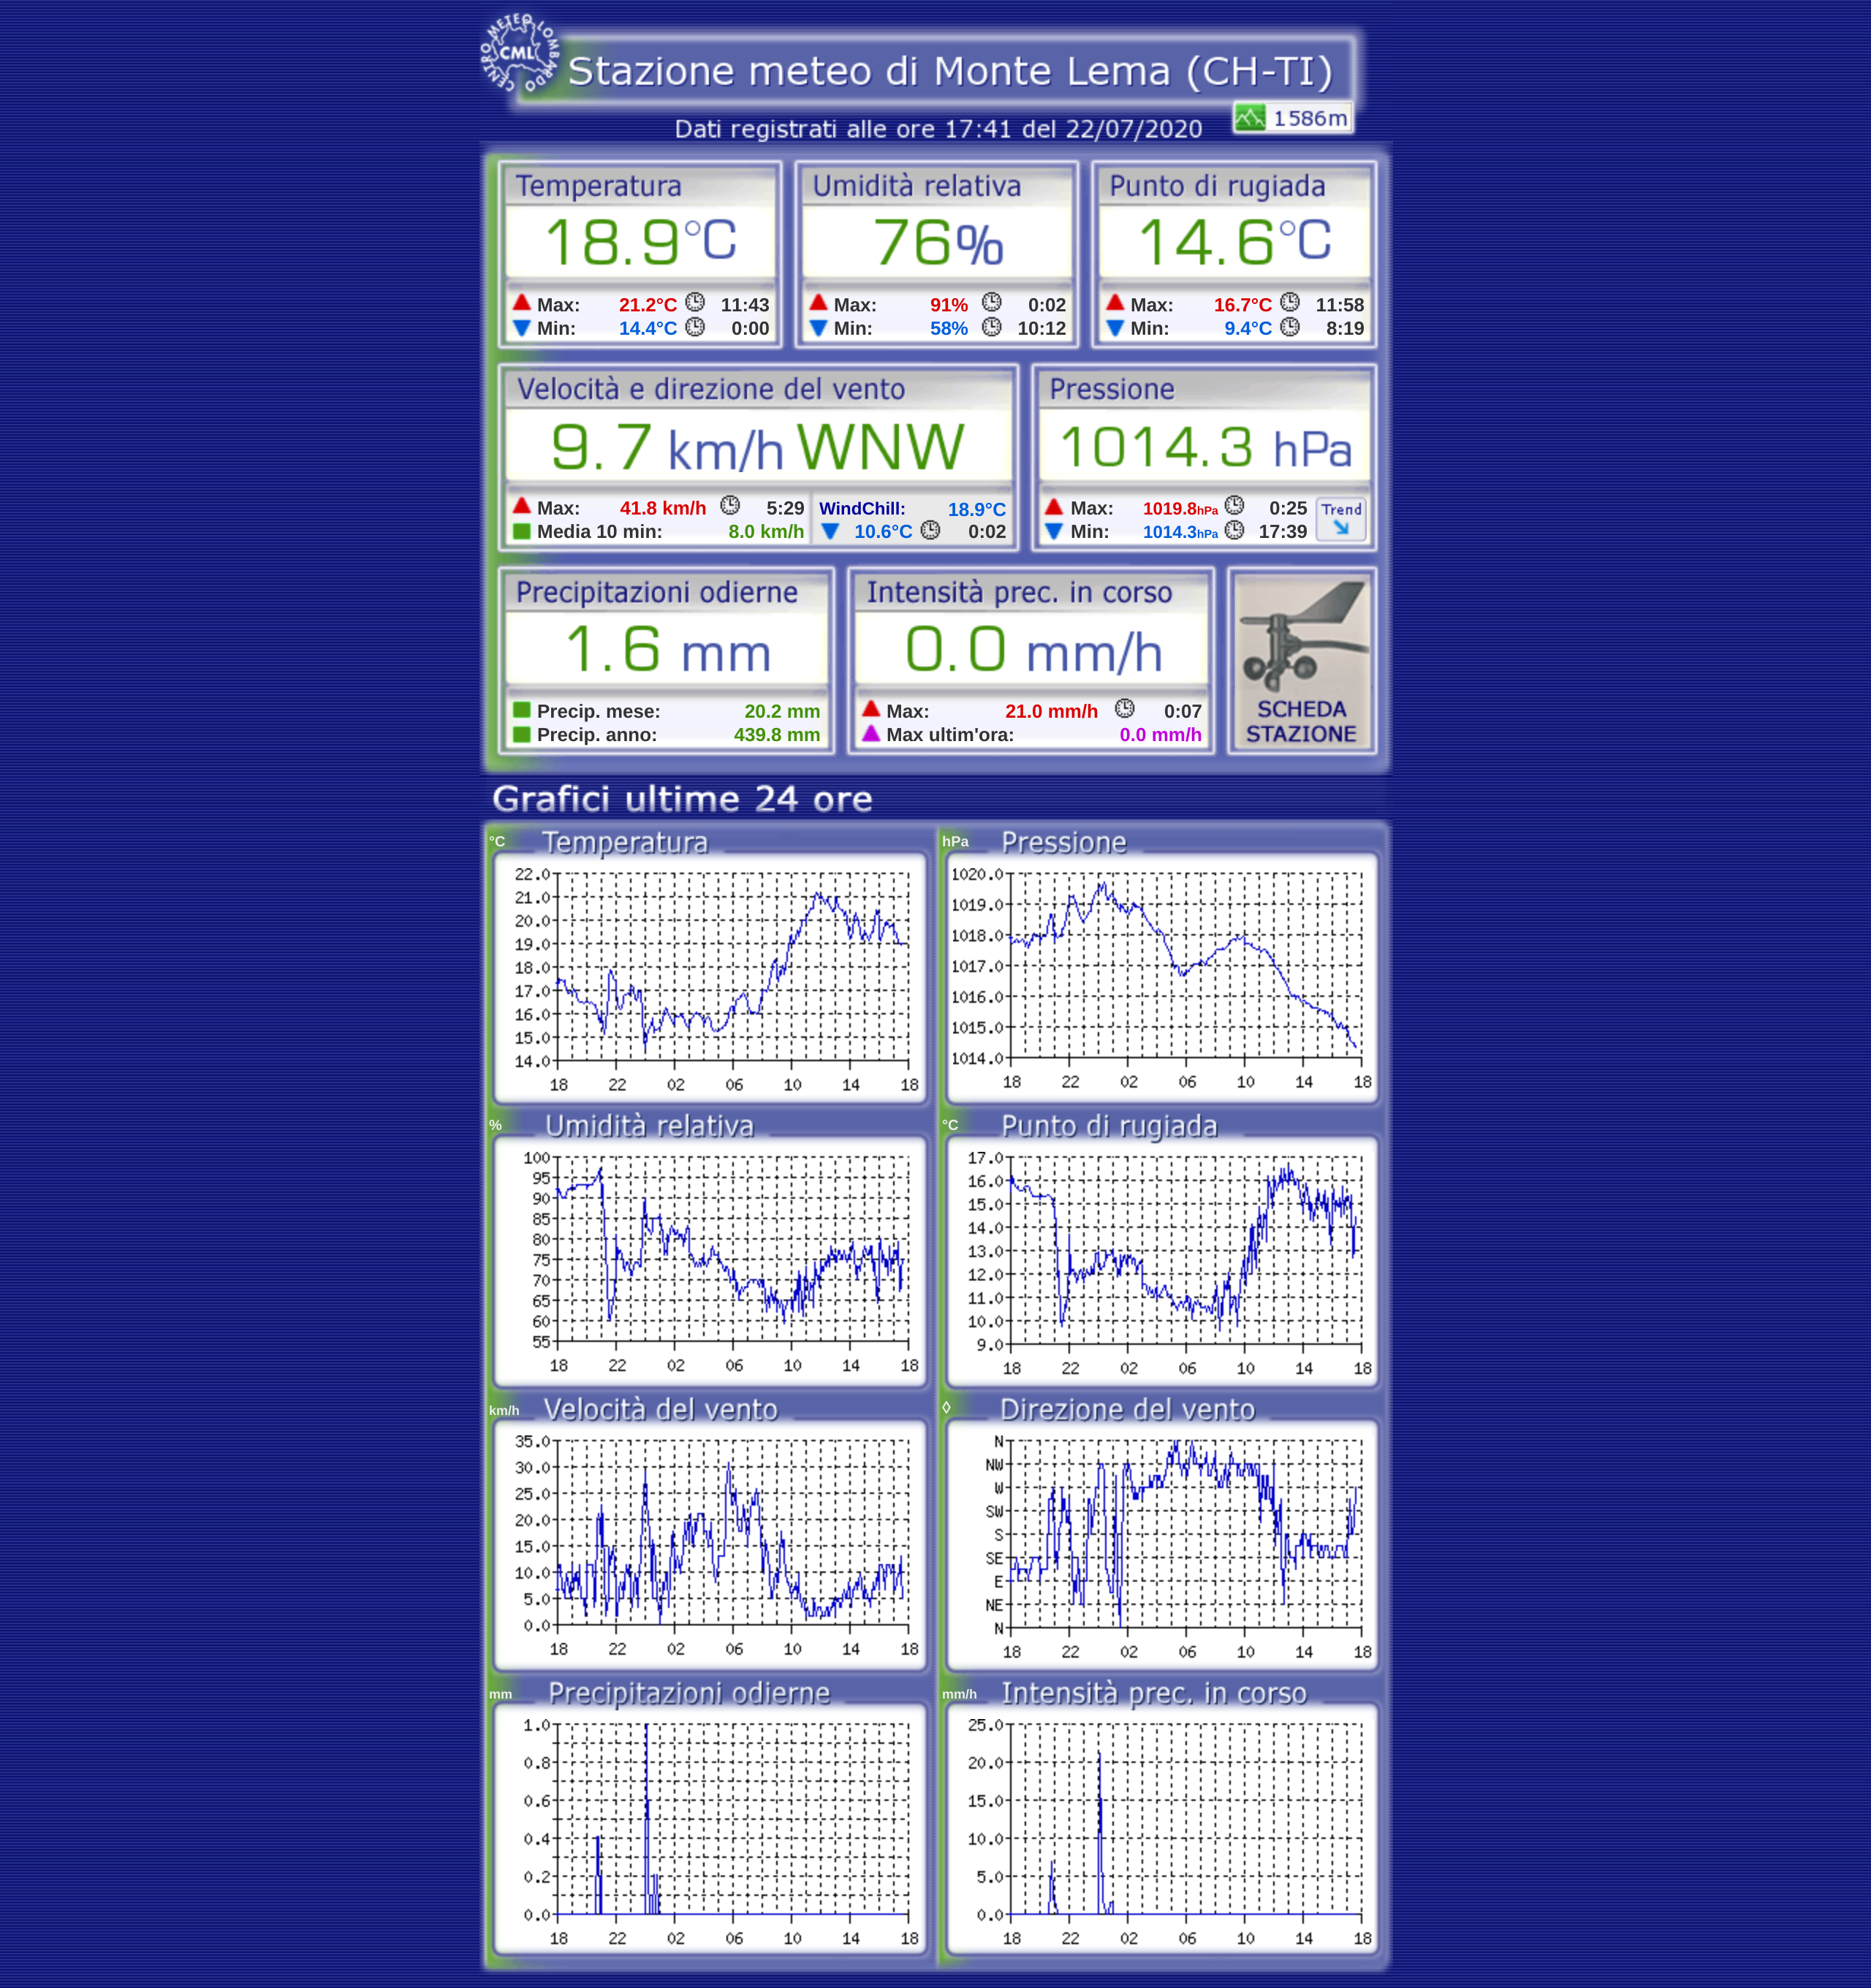 CENTRO METEO LOMBARDO
CML
Stazione meteo di Monte Lema (CH-TI)
1586m
Dati registrati alle ore 17:41 del 22/07/2020
Temperatura Umidità relativa Punto di rugiada
18.9°C 76% 14.6°C
Max: 21.2°C 11:43 Max: 91% 0:02 Max: 16.7°C 11:58
Min: 14.4°C 0:00 Min: 58% 10:12 Min: 9.4°C 8:19
Velocità e direzione del vento Pressione
9.7 km/h WNW 1014.3 hPa
Max: 41.8 km/h 5:29 WindChill: 18.9°C Max: 1019.8hPa 0:25 Trend
Media 10 min: 8.0 km/h 10.6°C 0:02 Min: 1014.3hPa 17:39
Precipitazioni odierne Intensità prec. in corso
1.6 mm 0.0 mm/h
Precip. mese: 20.2 mm Max: 21.0 mm/h 0:07 SCHEDA
Precip. anno: 439.8 mm Max ultim'ora: 0.0 mm/h STAZIONE
Grafici ultime 24 ore
°C Temperatura
22.0
21.0
20.0
19.0
18.0
17.0
16.0
15.0
14.0
18 22 02 06 10 14 18
hPa Pressione
1020.0
1019.0
1018.0
1017.0
1016.0
1015.0
1014.0
18 22 02 06 10 14 18
% Umidità relativa
100
95
90
85
80
75
70
65
60
55
18 22 02 06 10 14 18
°C Punto di rugiada
17.0
16.0
15.0
14.0
13.0
12.0
11.0
10.0
9.0
18 22 02 06 10 14 18
km/h Velocità del vento
35.0
30.0
25.0
20.0
15.0
10.0
5.0
0.0
18 22 02 06 10 14 18
◊ Direzione del vento
N
NW
W
SW
S
SE
E
NE
N
18 22 02 06 10 14 18
mm Precipitazioni odierne
1.0
0.8
0.6
0.4
0.2
0.0
18 22 02 06 10 14 18
mm/h Intensità prec. in corso
25.0
20.0
15.0
10.0
5.0
0.0
18 22 02 06 10 14 18